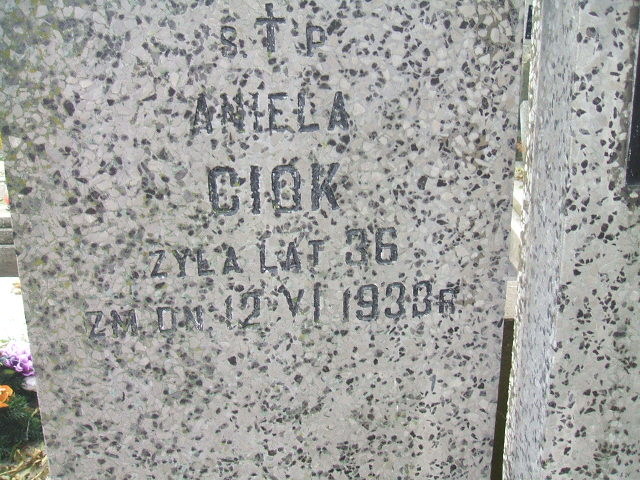 S † P
ANIELA
CIOK
ŻYŁA LAT 36
ZM DN 12 VI 1933 R